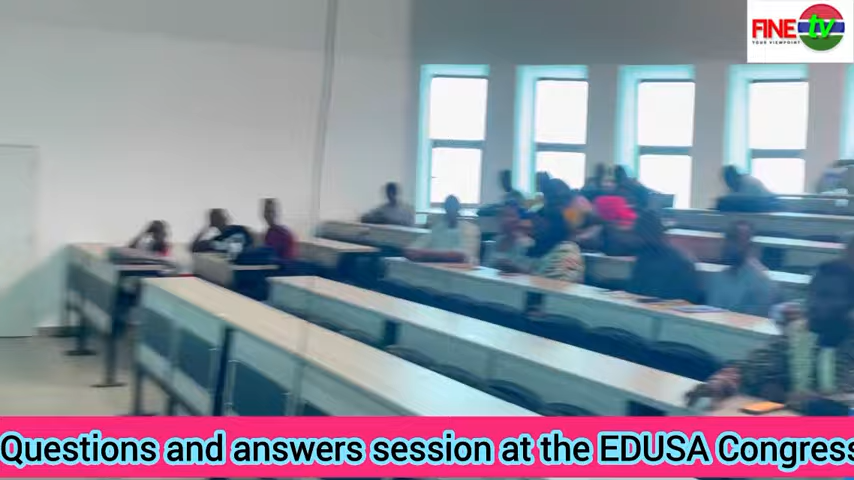 FINE tv
YOUR VIEWPOINT
Questions and answers session at the EDUSA Congress